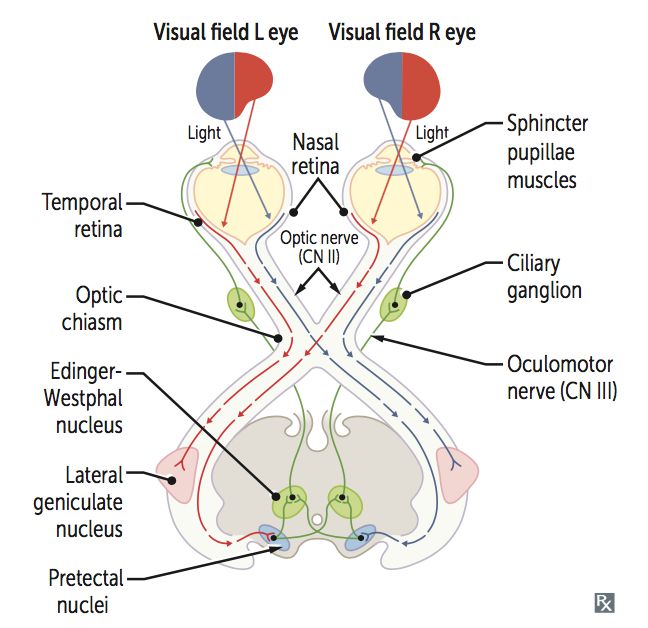 Visual field L eye
Visual field R eye
Light
Light
Nasal
retina
Sphincter
pupillae
muscles
Temporal
retina
Optic nerve
(CN II)
Ciliary
ganglion
Optic
chiasm
Edinger-
Westphal
nucleus
Oculomotor
nerve (CN III)
Lateral
geniculate
nucleus
Pretectal
nuclei
RX